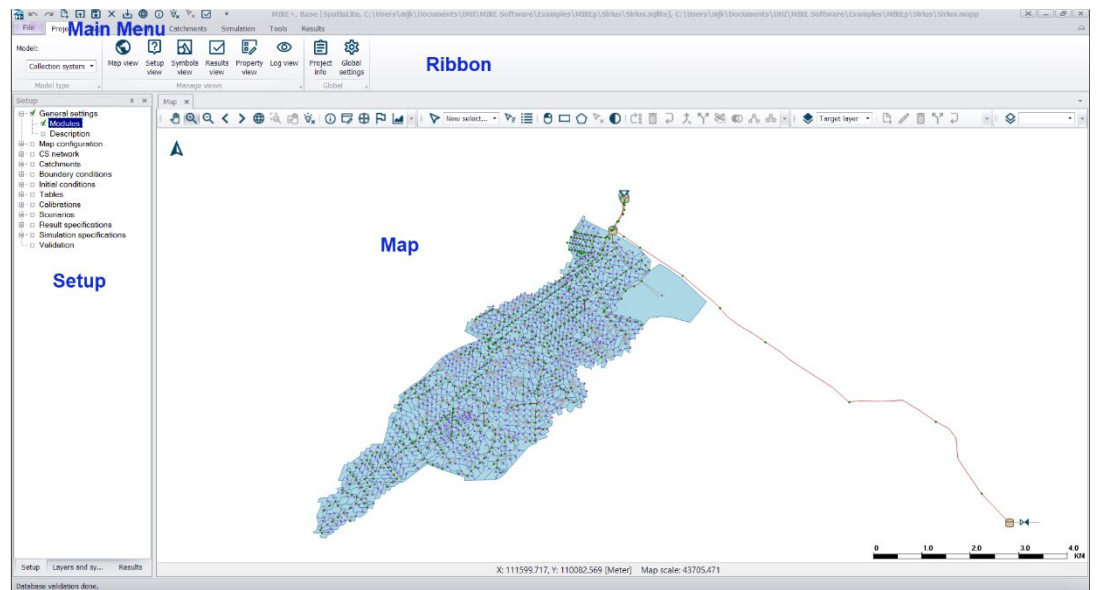 MIKE+, Base [SpatiaLite, C:\Users\mjk\Documents\DHI\MIKE Software\Examples\MIKEp\Sirius\Sirius.sqlite], C:\Users\mjk\Documents\DHI\MIKE Software\Examples\MIKEp\Sirius\Sirius.mupp
File Main Menu Catchments Simulation Tools Results
Model:
Collection system
Map view
Setup view
Symbols view
Results view
Property view
Log view
Project info
Global settings
Ribbon
Model type
Manage views
Global
Setup
Map
General settings
Modules
Description
Map configuration
CS network
Catchments
Boundary conditions
Initial conditions
Tables
Calibrations
Scenarios
Result specifications
Simulation specifications
Validation
Setup
New select...
Target layer
Map
0 1.0 2.0 3.0 4.0
KM
Setup Layers and sy... Results
X: 111599.717, Y: 110082.569 [Meter] Map scale: 43705.471
Database validation done.